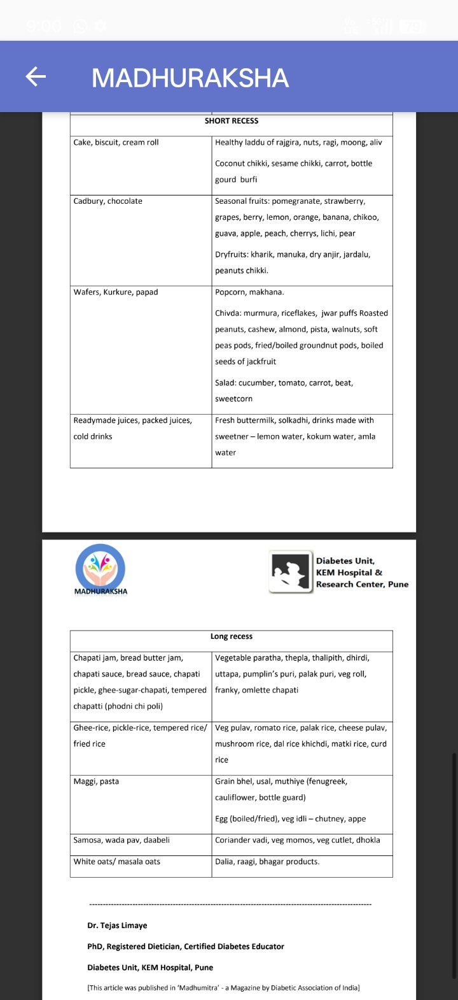 9:00
MADHURAKSHA
SHORT RECESS
Cake, biscuit, cream roll
Healthy laddu of rajgira, nuts, ragi, moong, aliv
Coconut chikki, sesame chikki, carrot, bottle
gourd  burfi
Cadbury, chocolate
Seasonal fruits: pomegranate, strawberry,
grapes, berry, lemon, orange, banana, chikoo,
guava, apple, peach, cherrys, lichi, pear
Dryfruits: kharik, manuka, dry anjir, jardalu,
peanuts chikki.
Wafers, Kurkure, papad
Popcorn, makhana.
Chivda: murmura, riceflakes,  jwar puffs Roasted
peanuts, cashew, almond, pista, walnuts, soft
peas pods, fried/boiled groundnut pods, boiled
seeds of jackfruit
Salad: cucumber, tomato, carrot, beat,
sweetcorn
Readymade juices, packed juices,
cold drinks
Fresh buttermilk, solkadhi, drinks made with
sweetner – lemon water, kokum water, amla
water
MADHURAKSHA
Diabetes Unit,
KEM Hospital &
Research Center, Pune
Long recess
Chapati jam, bread butter jam,
chapati sauce, bread sauce, chapati
pickle, ghee-sugar-chapati, tempered
chapatti (phodni chi poli)
Vegetable paratha, thepla, thalipith, dhirdi,
uttapa, pumplin's puri, palak puri, veg roll,
franky, omlette chapati
Ghee-rice, pickle-rice, tempered rice/
fried rice
Veg pulav, romato rice, palak rice, cheese pulav,
mushroom rice, dal rice khichdi, matki rice, curd
rice
Maggi, pasta
Grain bhel, usal, muthiye (fenugreek,
cauliflower, bottle guard)
Egg (boiled/fried), veg idli – chutney, appe
Samosa, wada pav, daabeli
Coriander vadi, veg momos, veg cutlet, dhokla
White oats/ masala oats
Dalia, raagi, bhagar products.
Dr. Tejas Limaye
PhD, Registered Dietician, Certified Diabetes Educator
Diabetes Unit, KEM Hospital, Pune
[This article was published in 'Madhumitra' - a Magazine by Diabetic Association of India]